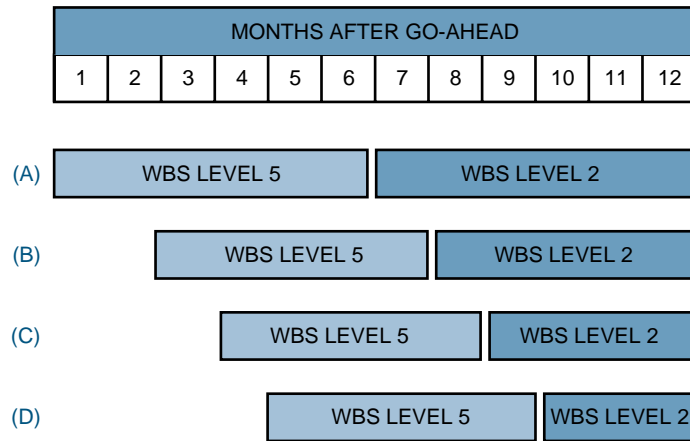 MONTHS AFTER GO-AHEAD
1 2 3 4 5 6 7 8 9 10 11 12
(A) WBS LEVEL 5 WBS LEVEL 2
(B) WBS LEVEL 5 WBS LEVEL 2
(C) WBS LEVEL 5 WBS LEVEL 2
(D) WBS LEVEL 5 WBS LEVEL 2